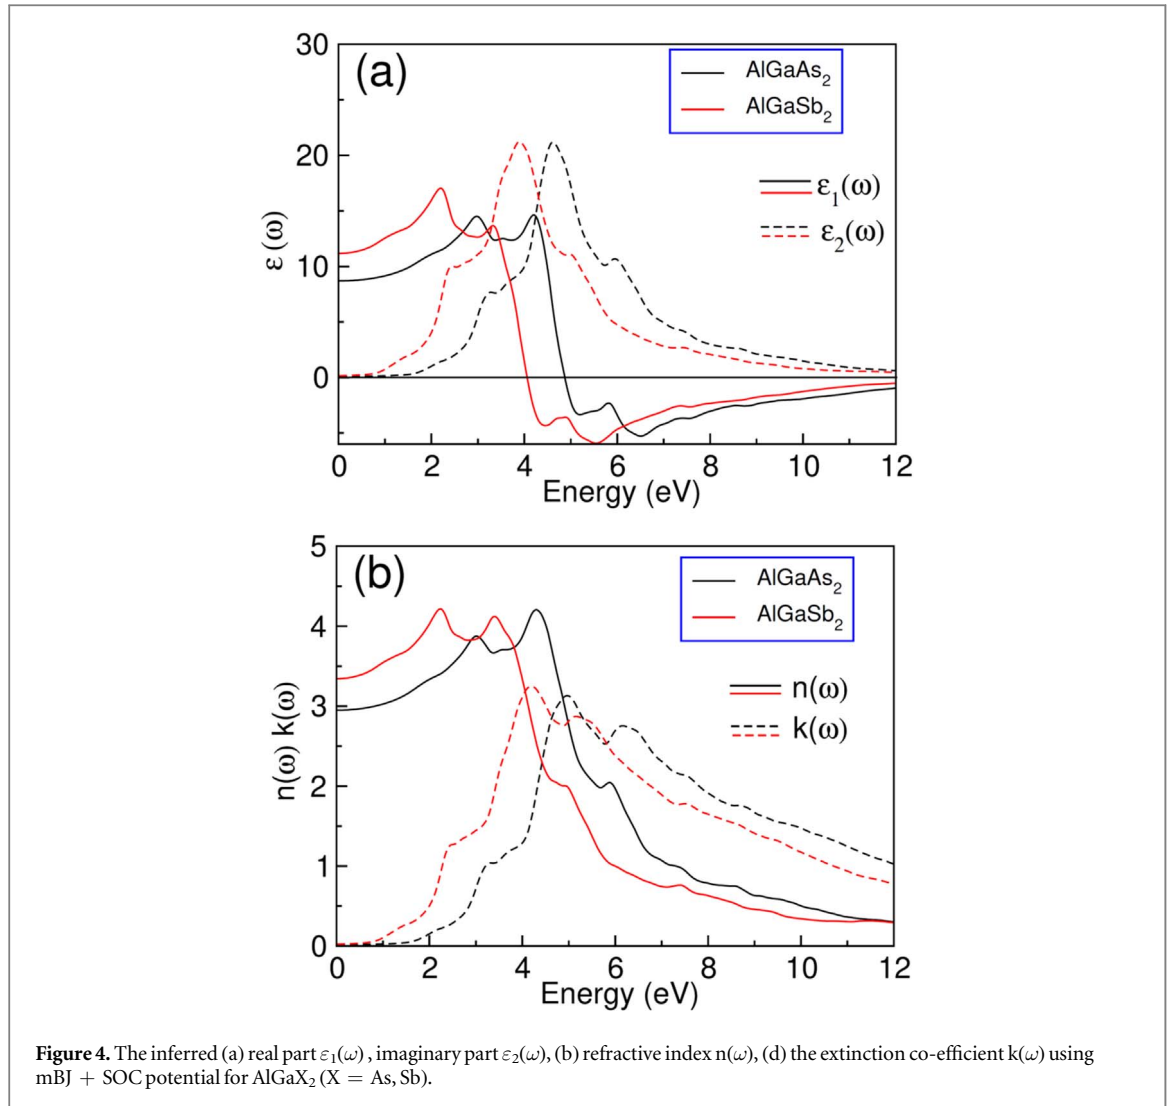 30
(a)
AlGaAs₂
AlGaSb₂
20
ε₁(ω)
ε₂(ω)
ε (ω)
10
0
0 2 4 6 8 10 12
Energy (eV)
5
(b)
AlGaAs₂
AlGaSb₂
4
n(ω)
k(ω)
3
n(ω) k(ω)
2
1
0
0 2 4 6 8 10 12
Energy (eV)
Figure 4. The inferred (a) real part ε₁(ω) , imaginary part ε₂(ω), (b) refractive index n(ω), (d) the extinction co-efficient k(ω) using
mBJ + SOC potential for AlGaX₂ (X = As, Sb).